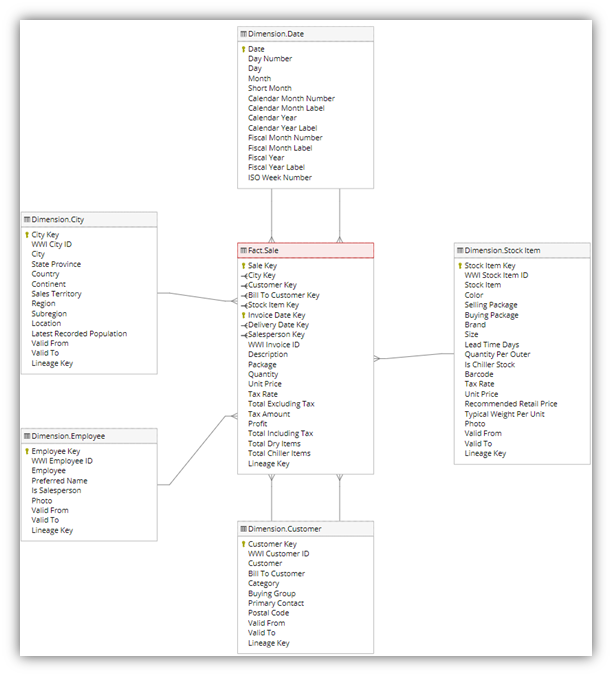 Dimension.Date
Date
Day Number
Day
Month
Short Month
Calendar Month Number
Calendar Month Label
Calendar Year
Calendar Year Label
Fiscal Month Number
Fiscal Month Label
Fiscal Year
Fiscal Year Label
ISO Week Number
Dimension.City
City Key
WWI City ID
City
State Province
Country
Continent
Sales Territory
Region
Subregion
Location
Latest Recorded Population
Valid From
Valid To
Lineage Key
Fact.Sale
Sale Key
City Key
Customer Key
Bill To Customer Key
Stock Item Key
Invoice Date Key
Delivery Date Key
Salesperson Key
WWI Invoice ID
Description
Package
Quantity
Unit Price
Tax Rate
Total Excluding Tax
Tax Amount
Profit
Total Including Tax
Total Dry Items
Total Chiller Items
Lineage Key
Dimension.Stock Item
Stock Item Key
WWI Stock Item ID
Stock Item
Color
Selling Package
Buying Package
Brand
Size
Lead Time Days
Quantity Per Outer
Is Chiller Stock
Barcode
Tax Rate
Unit Price
Recommended Retail Price
Typical Weight Per Unit
Photo
Valid From
Valid To
Lineage Key
Dimension.Employee
Employee Key
WWI Employee ID
Employee
Preferred Name
Is Salesperson
Photo
Valid From
Valid To
Lineage Key
Dimension.Customer
Customer Key
WWI Customer ID
Customer
Bill To Customer
Category
Buying Group
Primary Contact
Postal Code
Valid From
Valid To
Lineage Key